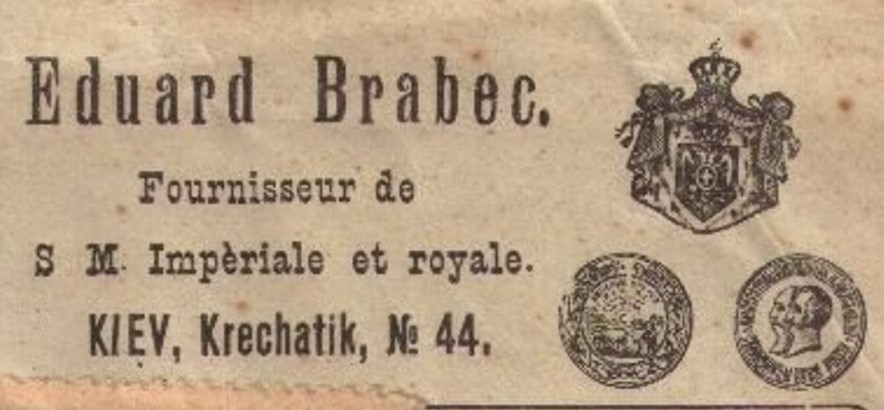 Eduard Brabec.
Fournisseur de
S M. Impèriale et royale.
KIEV, Krechatik, № 44.